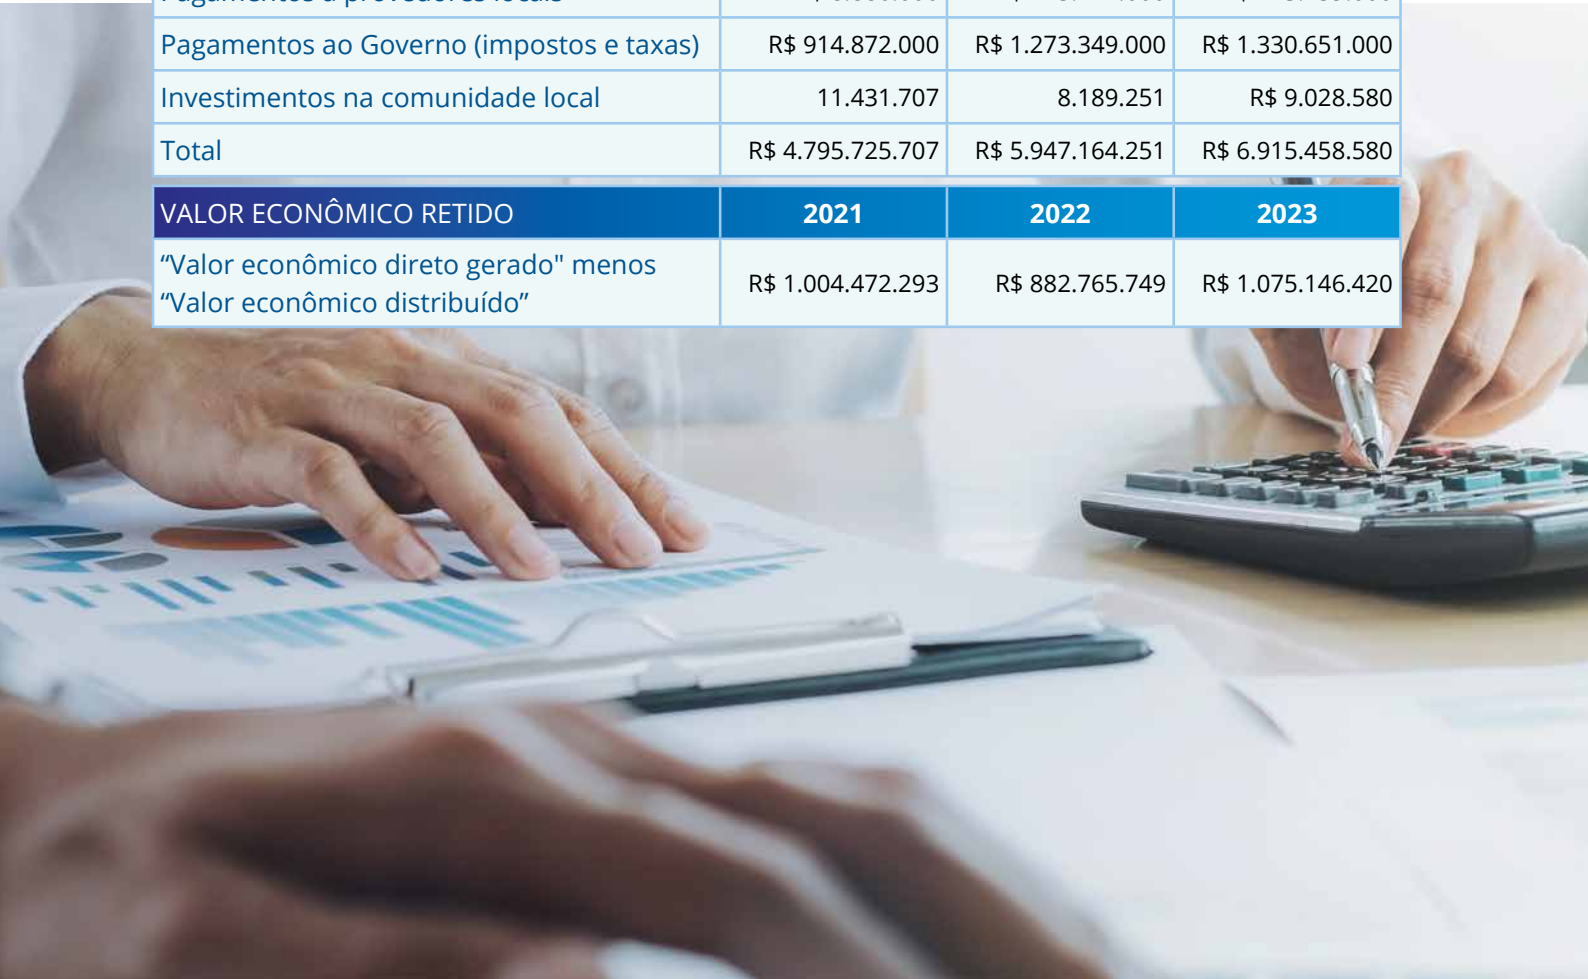 Pagamentos ao Governo (impostos e taxas) R$ 914.872.000 R$ 1.273.349.000 R$ 1.330.651.000
Investimentos na comunidade local 11.431.707 8.189.251 R$ 9.028.580
Total R$ 4.795.725.707 R$ 5.947.164.251 R$ 6.915.458.580
VALOR ECONÔMICO RETIDO 2021 2022 2023
“Valor econômico direto gerado" menos
“Valor econômico distribuído” R$ 1.004.472.293 R$ 882.765.749 R$ 1.075.146.420